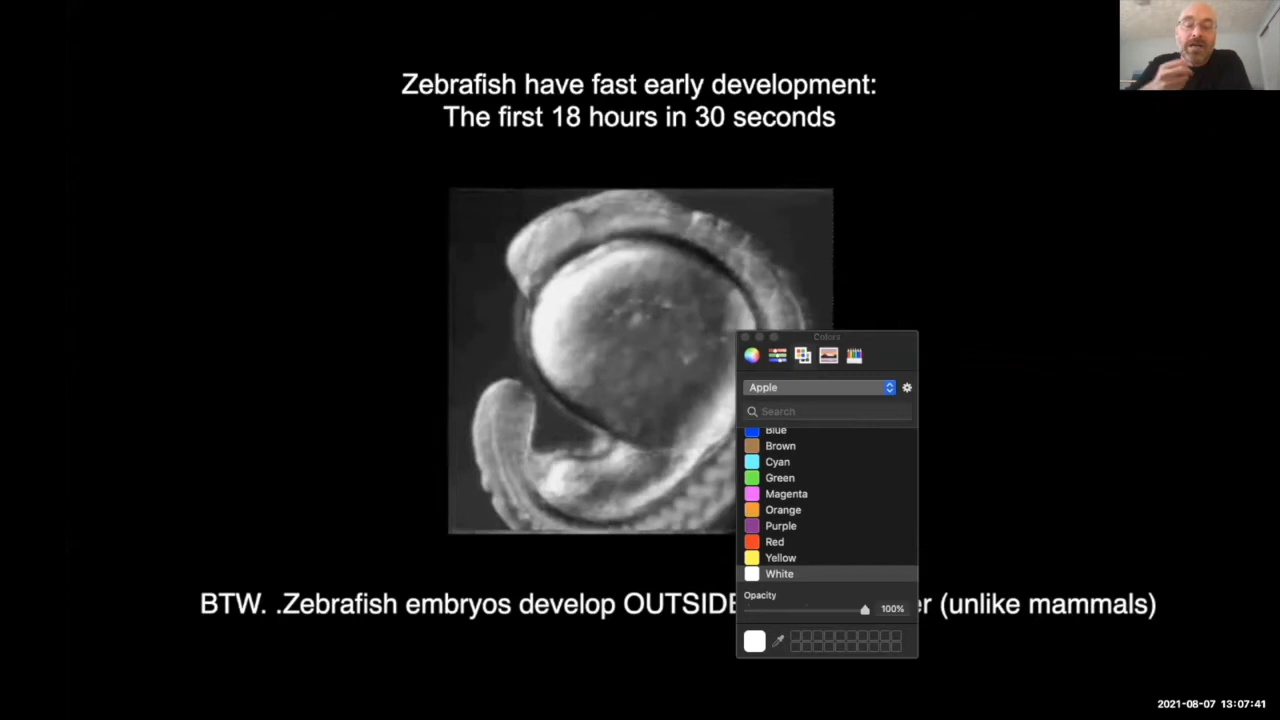 Zebrafish have fast early development:
The first 18 hours in 30 seconds
Colors
Apple
Search
Blue
Brown
Cyan
Green
Magenta
Orange
Purple
Red
Yellow
White
Opacity
100%
BTW. .Zebrafish embryos develop OUTSIDE er (unlike mammals)
2021-08-07 13:07:41